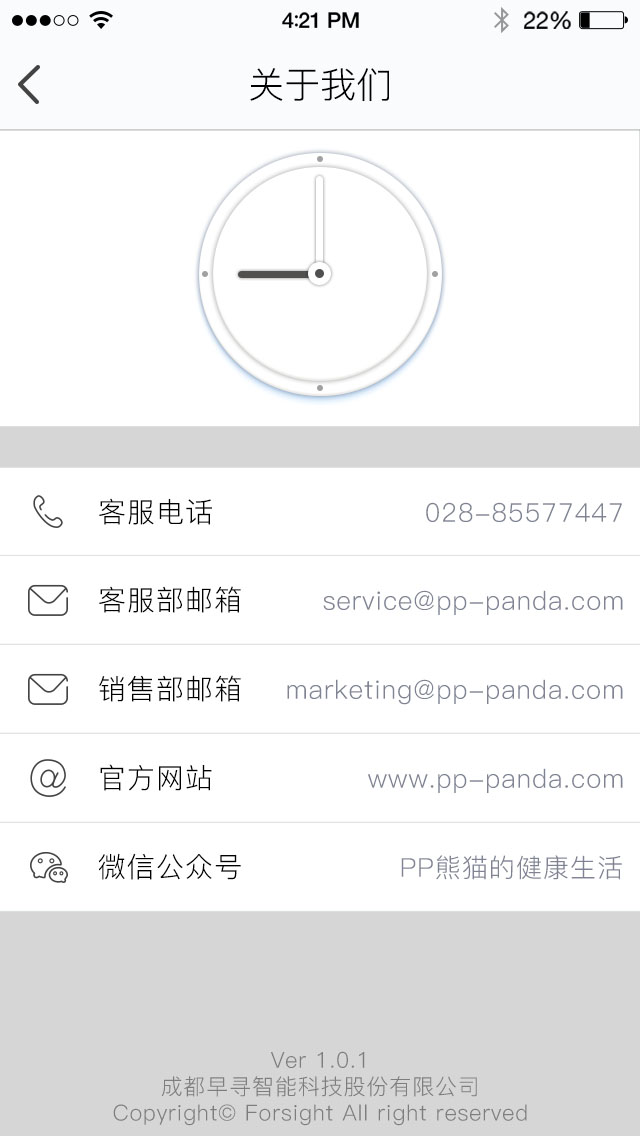 4:21 PM 22%
关于我们
客服电话 028-85577447
客服部邮箱 service@pp-panda.com
销售部邮箱 marketing@pp-panda.com
官方网站 www.pp-panda.com
微信公众号 PP熊猫的健康生活
Ver 1.0.1
成都早寻智能科技股份有限公司
Copyright© Forsight All right reserved